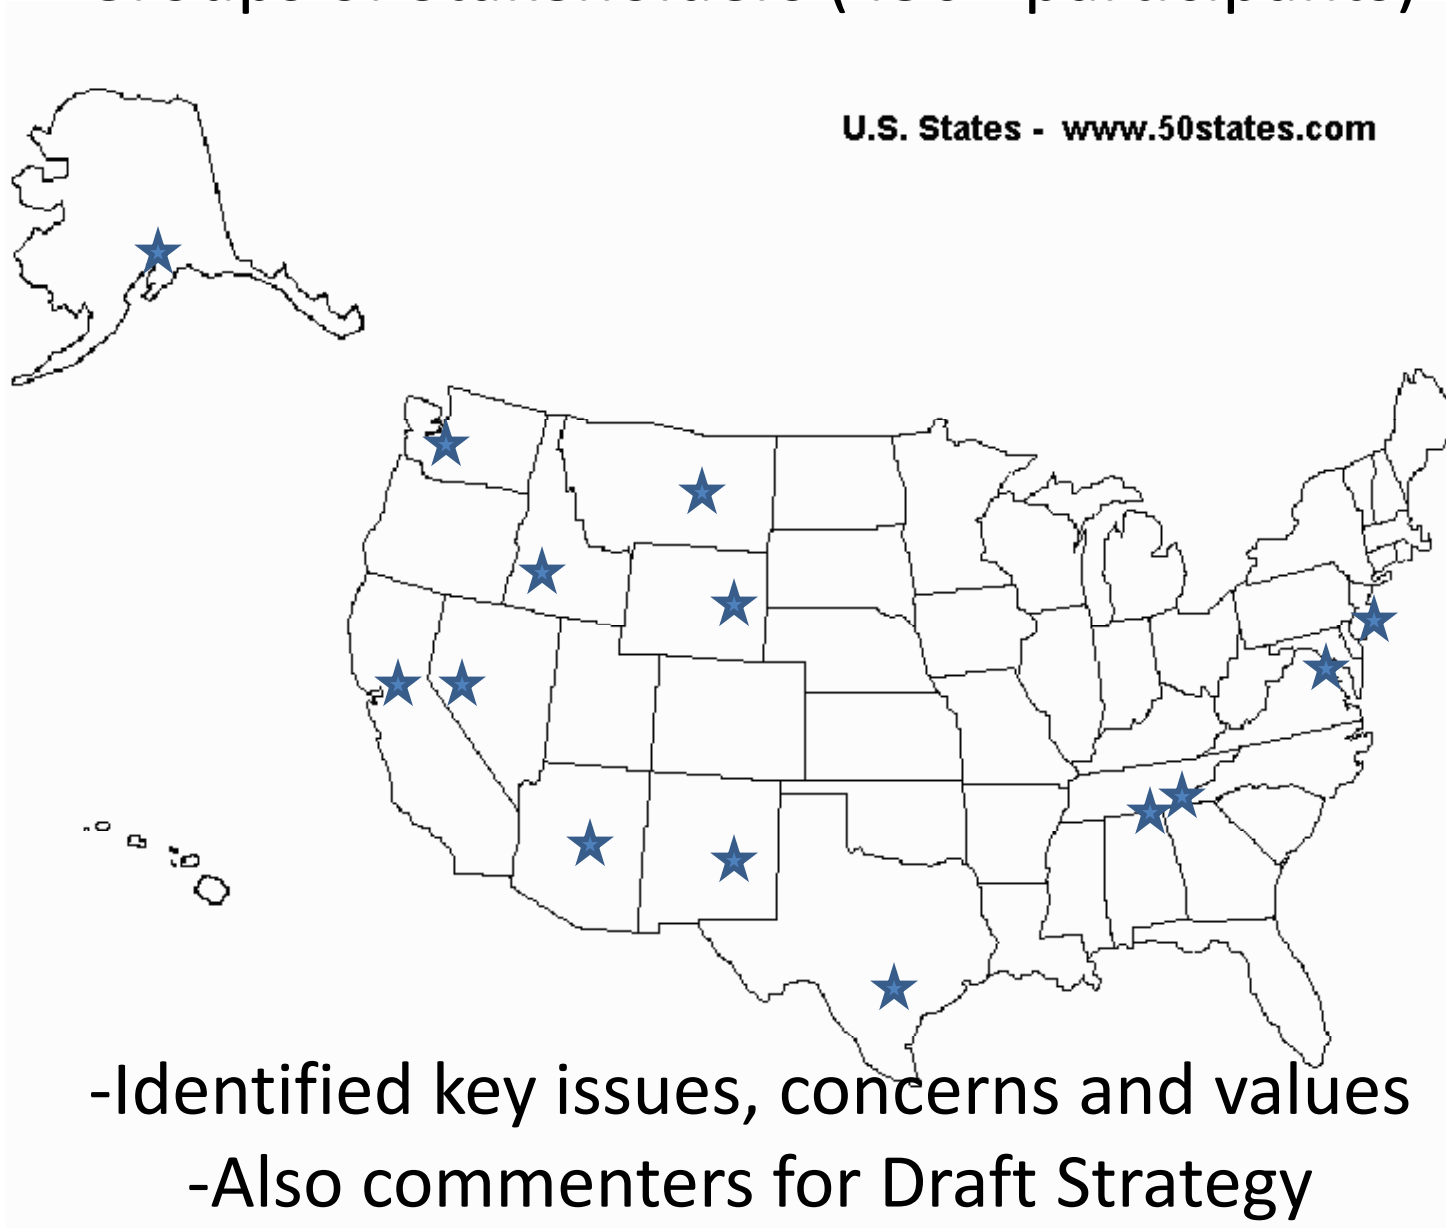 U.S. States - www.50states.com
-Identified key issues, concerns and values
-Also commenters for Draft Strategy